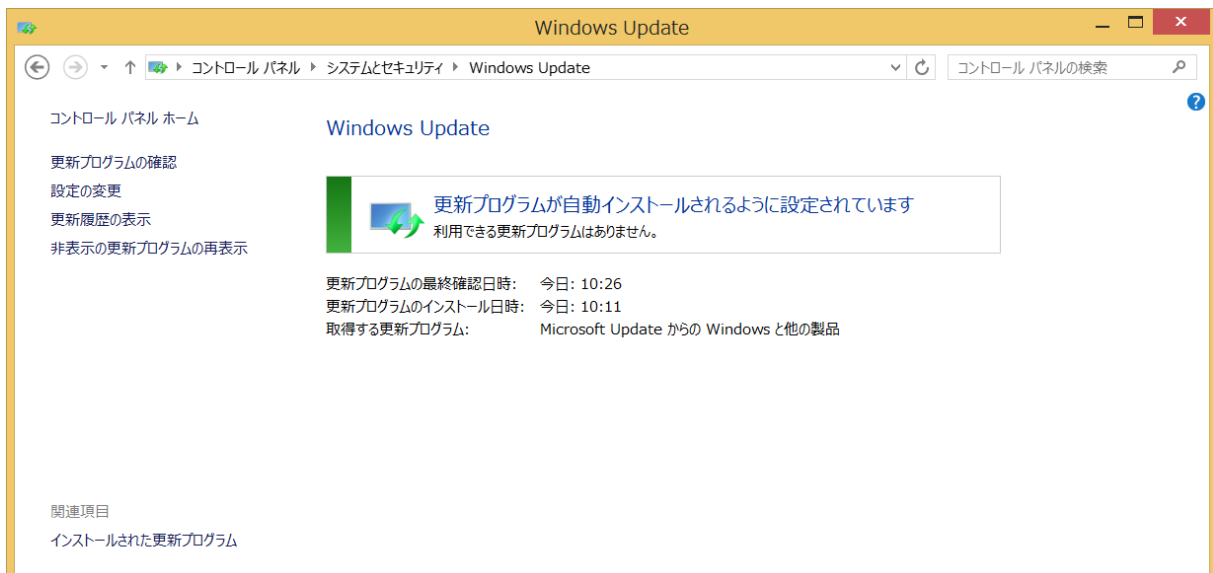 Windows Update
コントロール パネル システムとセキュリティ Windows Update
コントロール パネルの検索
コントロール パネル ホーム
更新プログラムの確認
設定の変更
更新履歴の表示
非表示の更新プログラムの再表示
Windows Update
更新プログラムが自動インストールされるように設定されています
利用できる更新プログラムはありません。
更新プログラムの最終確認日時: 今日: 10:26
更新プログラムのインストール日時: 今日: 10:11
取得する更新プログラム: Microsoft Update からの Windows と他の製品
関連項目
インストールされた更新プログラム